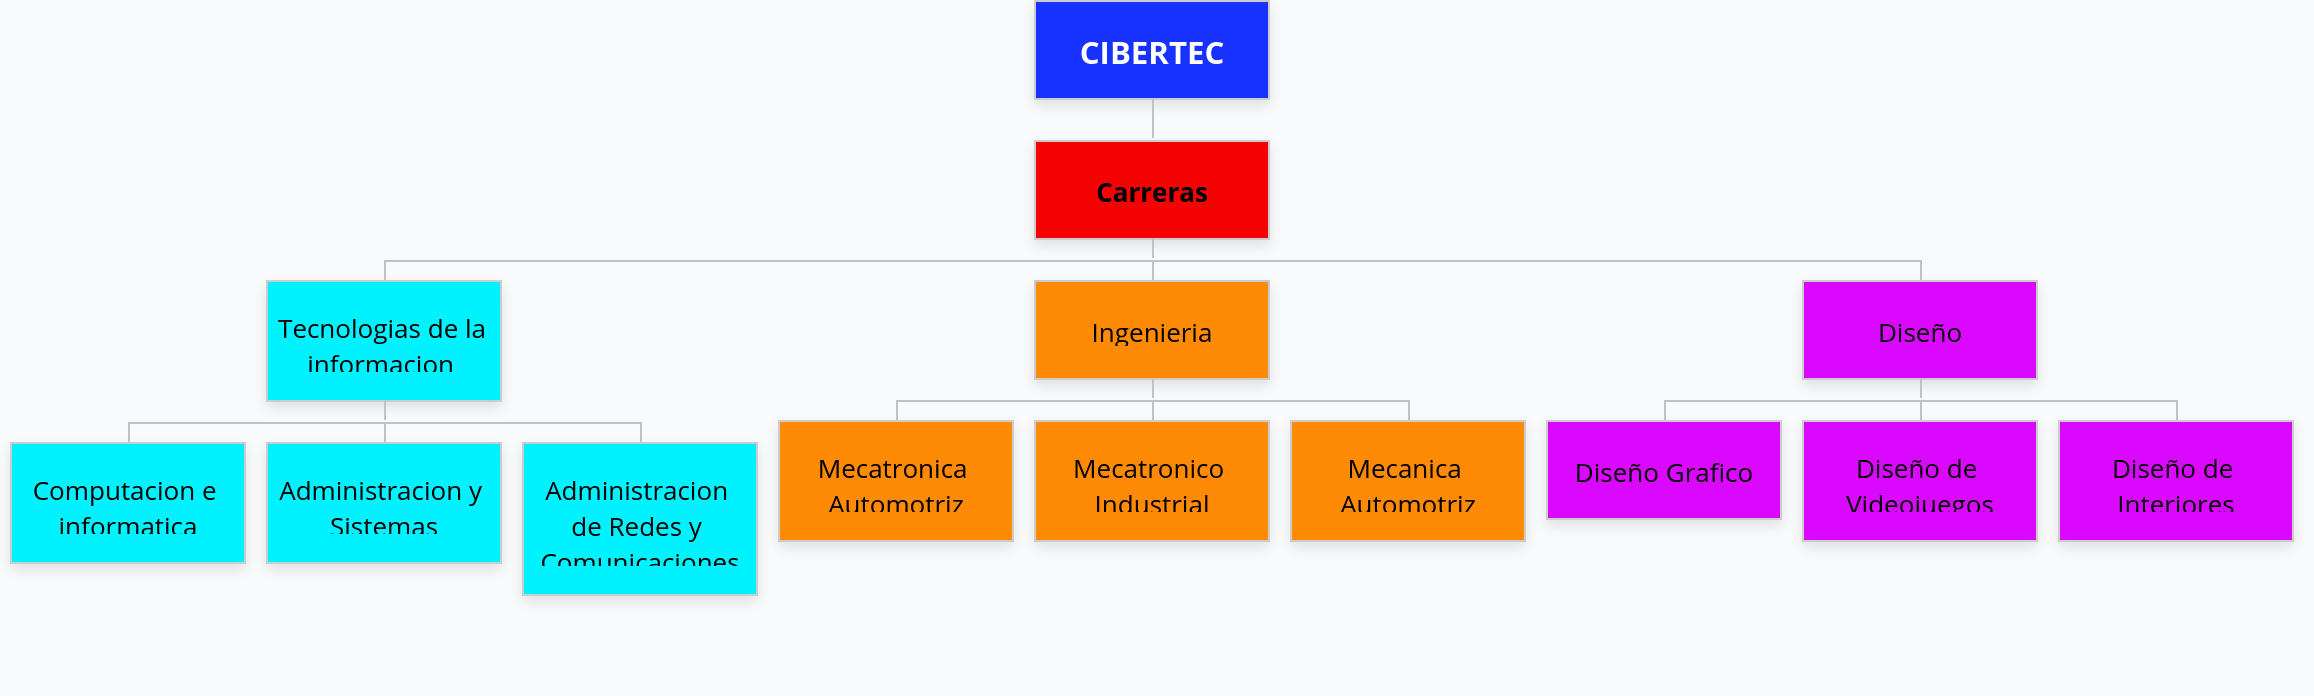 CIBERTEC
Carreras
Tecnologias de la
informacion
Ingenieria
Diseño
Computacion e
informatica
Administracion y
Sistemas
Administracion
de Redes y
Comunicaciones
Mecatronica
Automotriz
Mecatronico
Industrial
Mecanica
Automotriz
Diseño Grafico
Diseño de
Videojuegos
Diseño de
Interiores